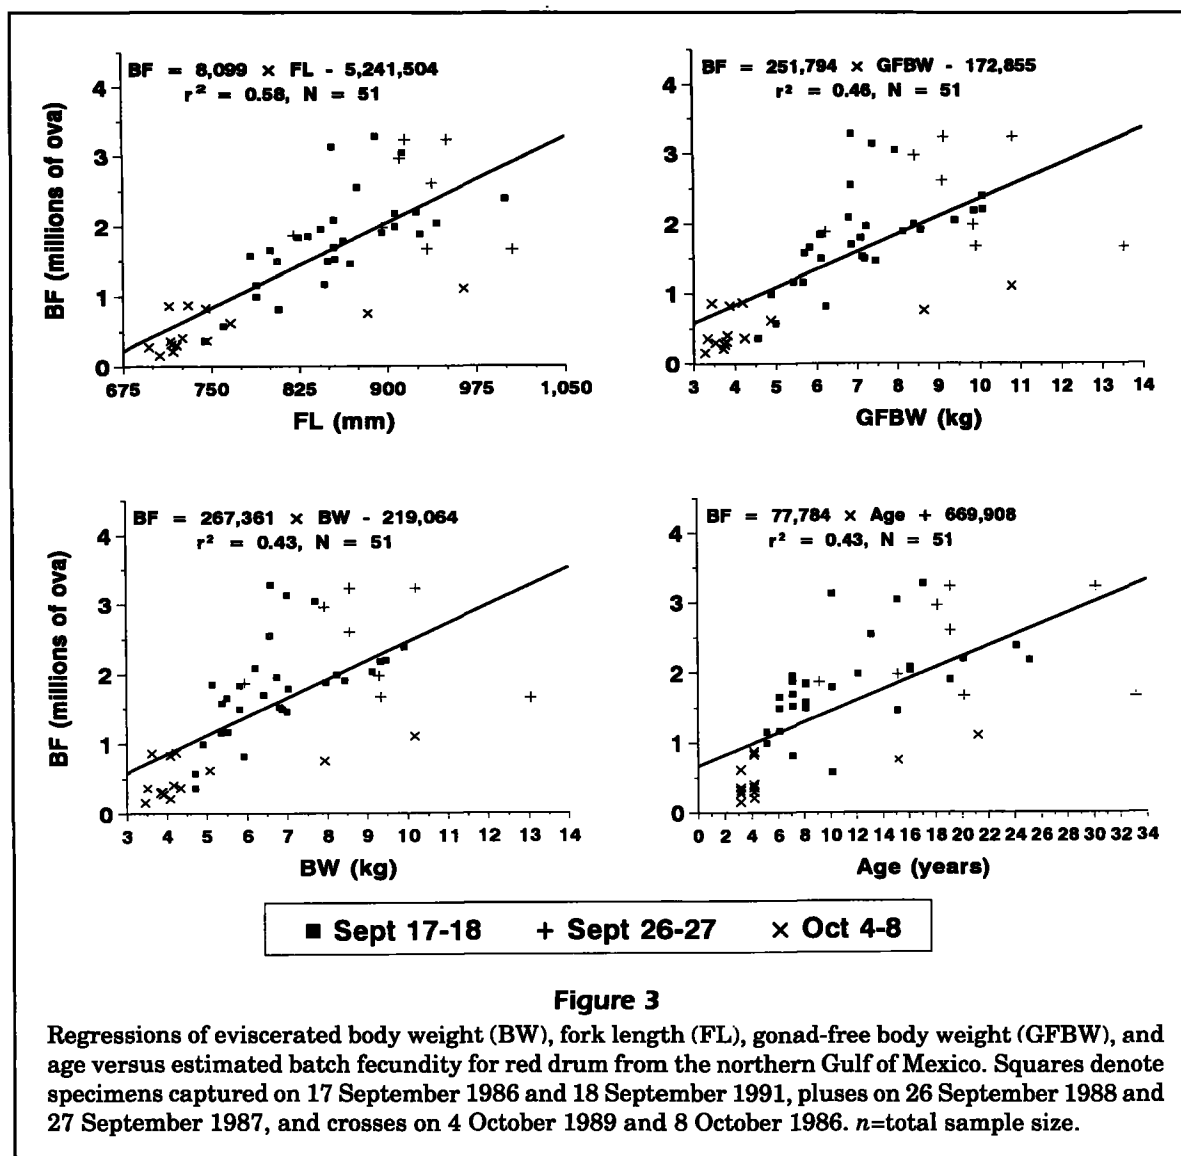 BF = 8,099 × FL - 5,241,504
r² = 0.58, N = 51
BF (millions of ova)
4
3
2
1
0
675 750 825 900 975 1,050
FL (mm)
BF = 251,794 × GFBW - 172,855
r² = 0.46, N = 51
4
3
2
1
0
3 4 5 6 7 8 9 10 11 12 13 14
GFBW (kg)
BF = 267,361 × BW - 219,064
r² = 0.43, N = 51
BF (millions of ova)
4
3
2
1
0
3 4 5 6 7 8 9 10 11 12 13 14
BW (kg)
BF = 77,784 × Age + 669,908
r² = 0.43, N = 51
4
3
2
1
0
0 2 4 6 8 10 12 14 16 18 20 22 24 26 28 30 32 34
Age (years)
■ Sept 17-18 + Sept 26-27 × Oct 4-8
Figure 3
Regressions of eviscerated body weight (BW), fork length (FL), gonad-free body weight (GFBW), and
age versus estimated batch fecundity for red drum from the northern Gulf of Mexico. Squares denote
specimens captured on 17 September 1986 and 18 September 1991, pluses on 26 September 1988 and
27 September 1987, and crosses on 4 October 1989 and 8 October 1986. n=total sample size.